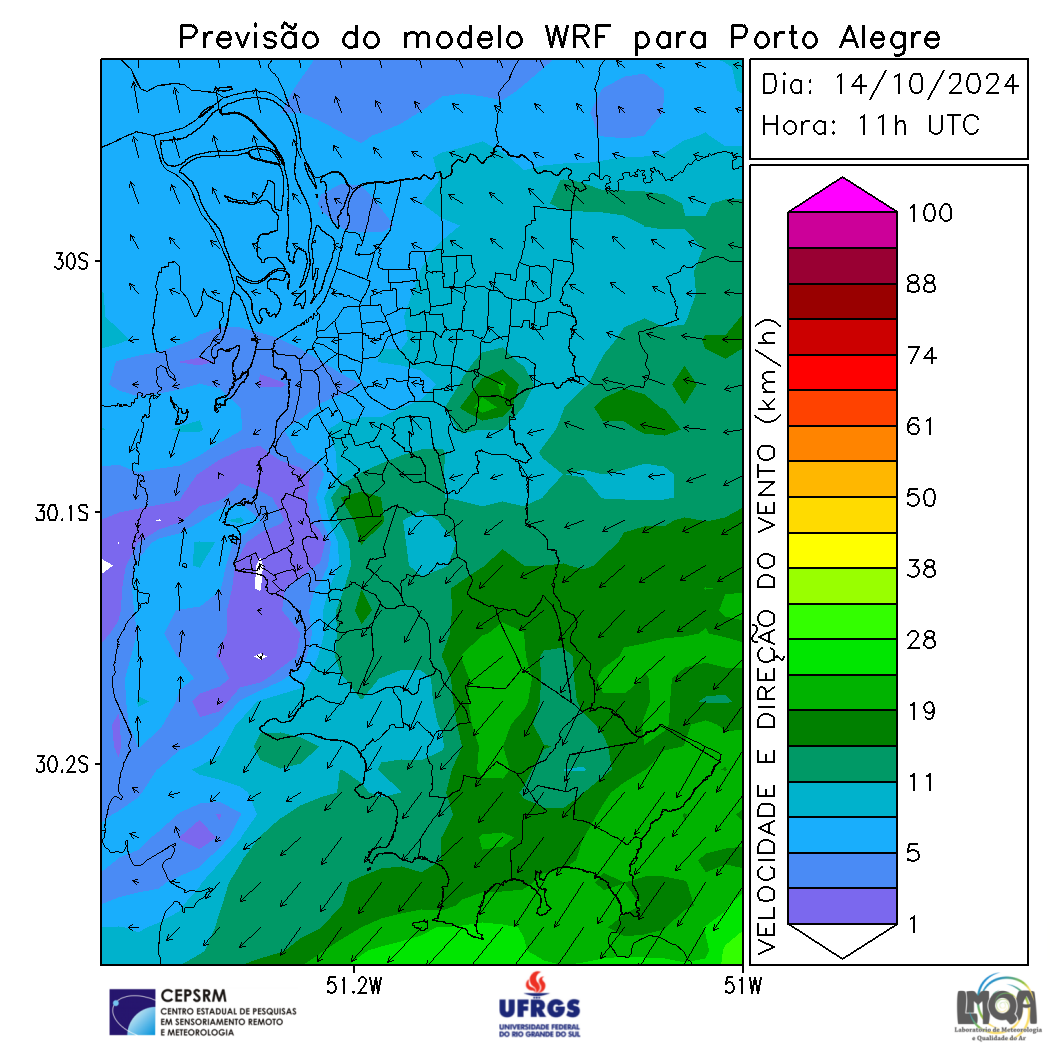 Previsão do modelo WRF para Porto Alegre
Dia: 14/10/2024
Hora: 11h UTC
30S
30.1S
30.2S
51.2W
51W
VELOCIDADE E DIREÇÃO DO VENTO (km/h)
100
88
74
61
50
38
28
19
11
5
1
CEPSRM
CENTRO ESTADUAL DE PESQUISAS
EM SENSORIAMENTO REMOTO
E METEOROLOGIA
UFRGS
UNIVERSIDADE FEDERAL
DO RIO GRANDE DO SUL
LMQA
Laboratório de Meteorologia
e Qualidade do Ar